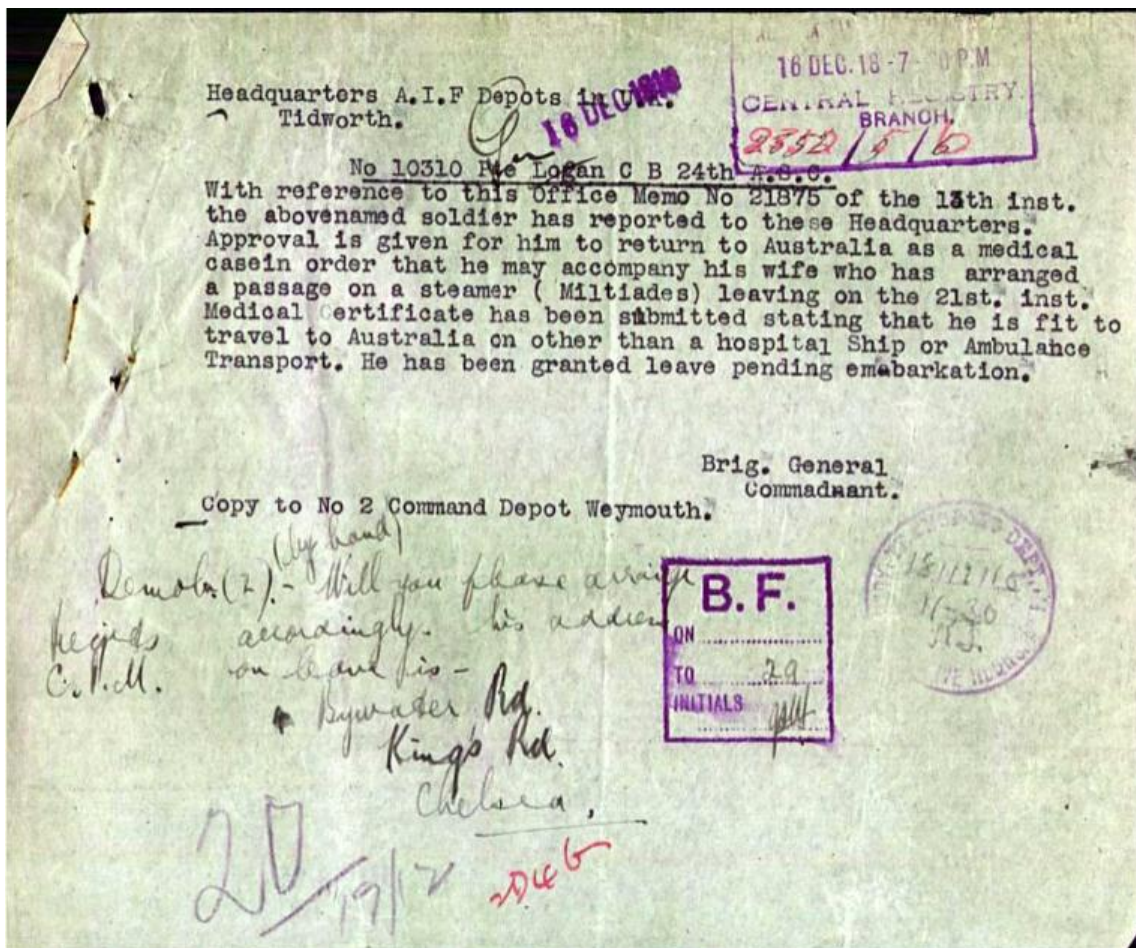 16 DEC. 18 - 7 - 0 P.M
CENTRAL REGISTRY.
BRANCH.
2552 / 5 / 6
Headquarters A.I.F Depots in U.K.
16 DEC 1918
Tidworth.
No 10310 Pte Logan C B 24th A.S.C.
With reference to this Office Memo No 21875 of the 13th inst.
the abovenamed soldier has reported to these Headquarters.
Approval is given for him to return to Australia as a medical
casein order that he may accompany his wife who has arranged
a passage on a steamer ( Miltiades) leaving on the 21st. inst.
Medical Certificate has been submitted stating that he is fit to
travel to Australia on other than a hospital Ship or Ambulahce
Transport. He has been granted leave pending emabarkation.
Brig. General
Commadnant.
Copy to No 2 Command Depot Weymouth.
(by hand)
Demob. (2). - Will you please arrange
accordingly. his address
on leave is -
Bywater Rd.
King's Rd.
Chelsea,
B.F.
ON
TO 29
INITIALS
20
19/12